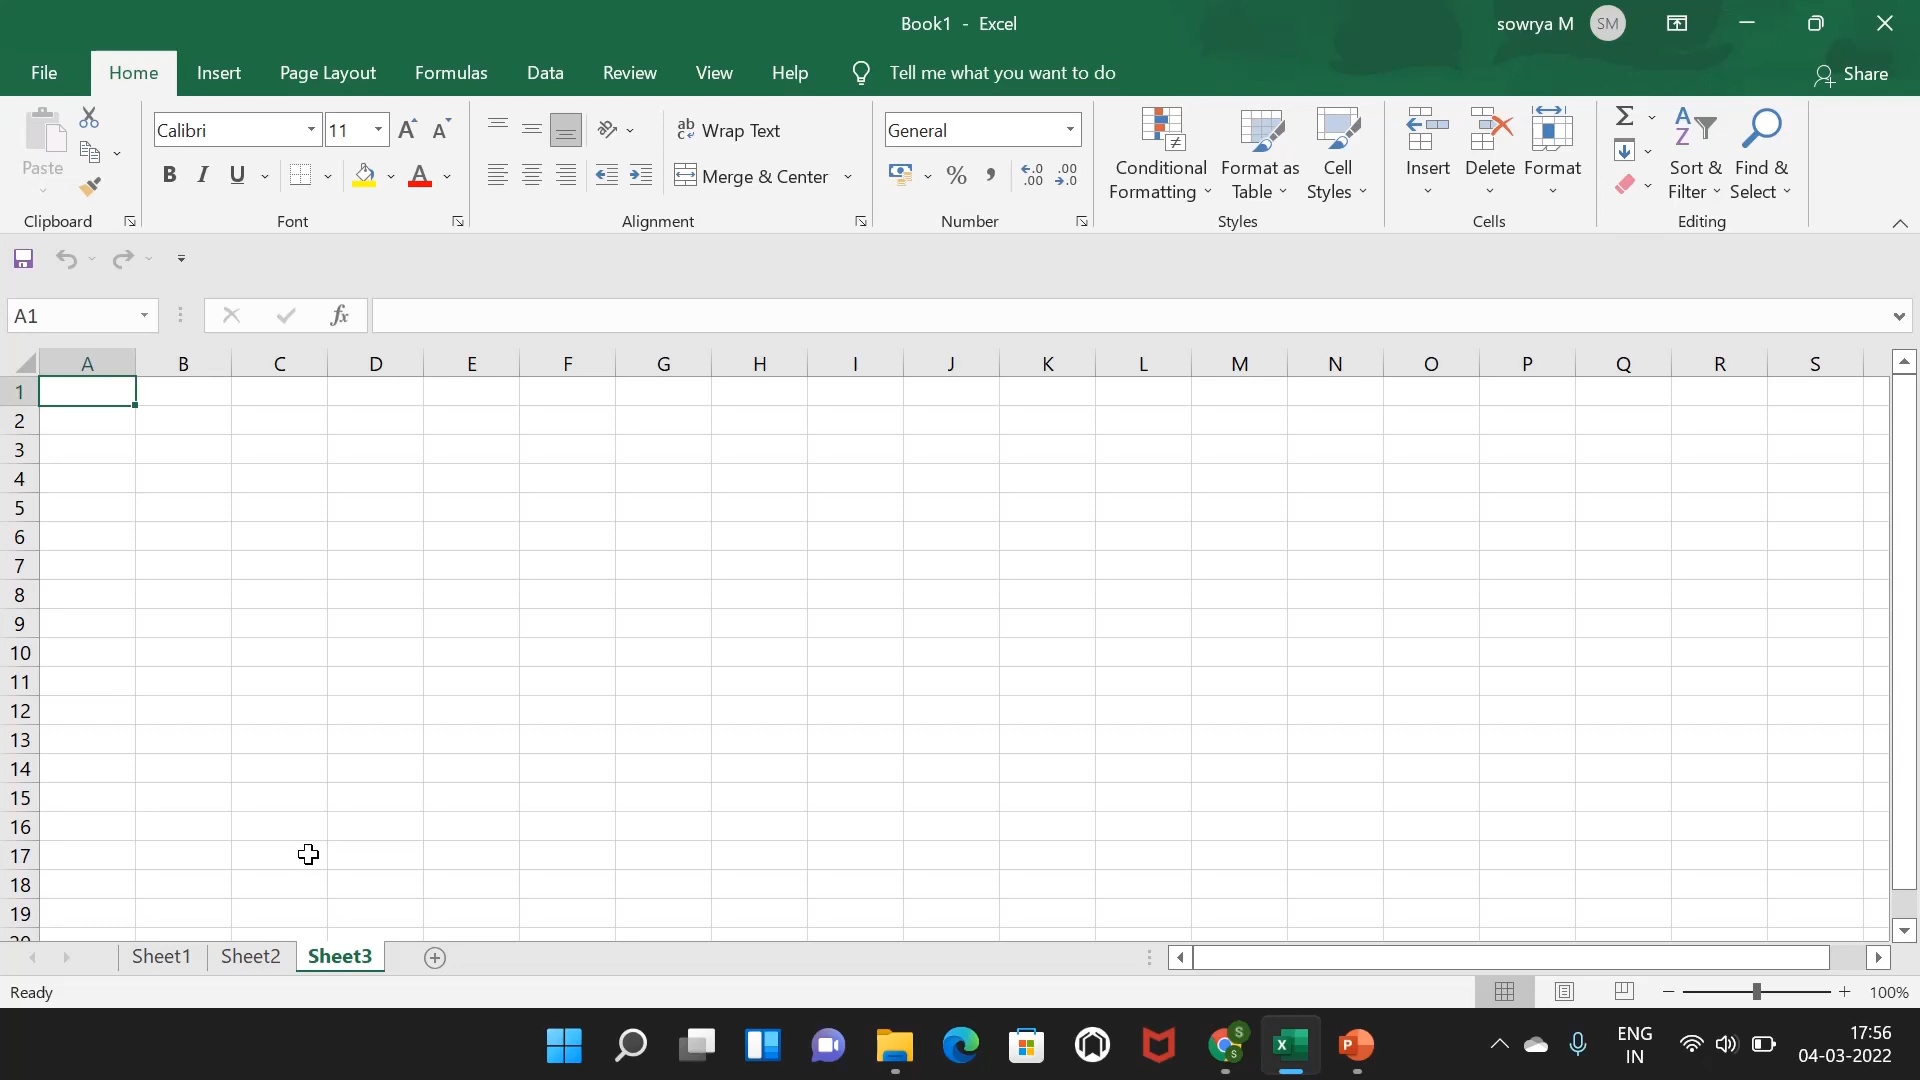 Book1 - Excel
sowrya M SM
File Home Insert Page Layout Formulas Data Review View Help Tell me what you want to do Share
Calibri 11 Wrap Text General
Paste B I U Merge & Center % Conditional Formatting Format as Table Cell Styles Insert Delete Format Sort & Filter Find & Select
Clipboard Font Alignment Number Styles Cells Editing
A1 fx
A B C D E F G H I J K L M N O P Q R S
1
2
3
4
5
6
7
8
9
10
11
12
13
14
15
16
17
18
19
Sheet1 Sheet2 Sheet3
Ready 100%
ENG 17:56
IN 04-03-2022